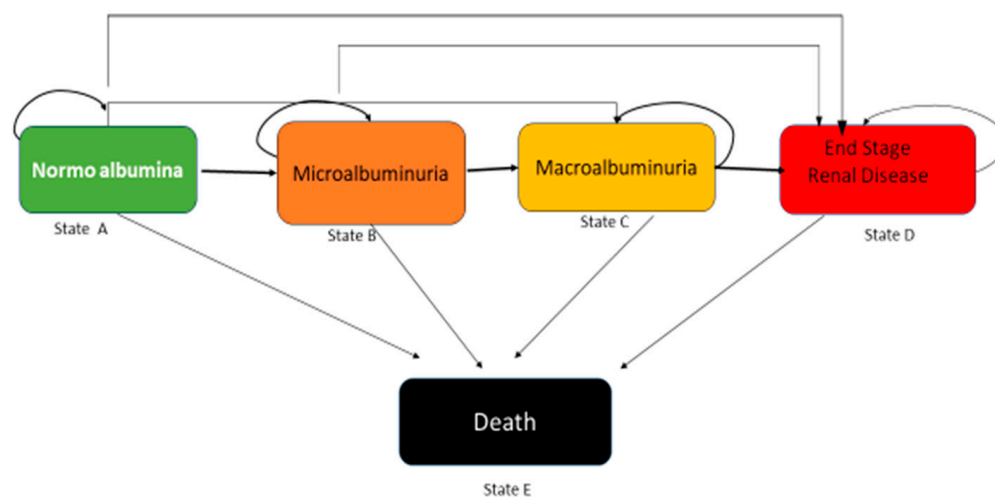 Normo albumina
State A
Microalbuminuria
State B
Macroalbuminuria
State C
End Stage
Renal Disease
State D
Death
State E